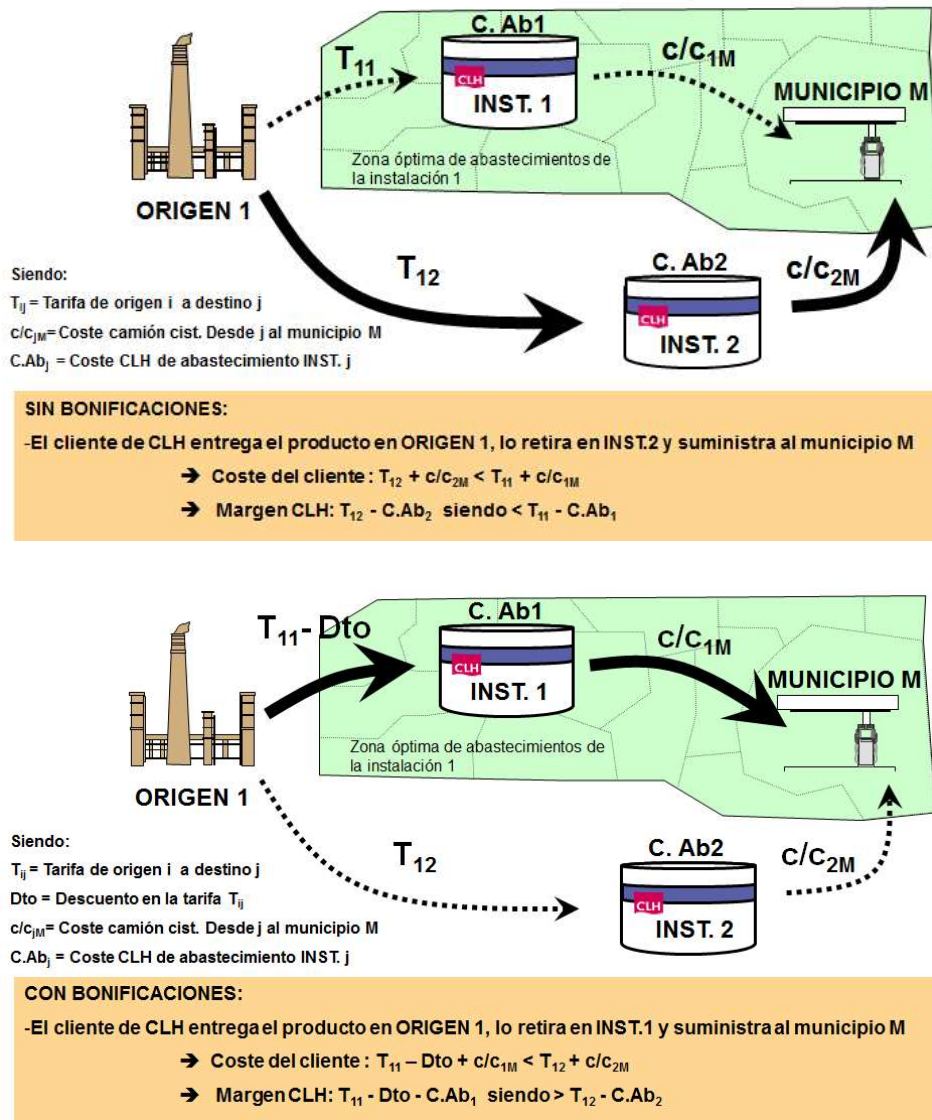 C. Ab1
T₁₁
CLH
INST. 1
c/c₁M
MUNICIPIO M
Zona óptima de abastecimientos de
la instalación 1
ORIGEN 1
T₁₂
C. Ab2
CLH
INST. 2
c/c₂M
Siendo:
Tᵢⱼ = Tarifa de origen i a destino j
c/cⱼM= Coste camión cist. Desde j al municipio M
C.Abⱼ = Coste CLH de abastecimiento INST. j
SIN BONIFICACIONES:
-El cliente de CLH entrega el producto en ORIGEN 1, lo retira en INST.2 y suministra al municipio M
➔ Coste del cliente : T₁₂ + c/c₂M < T₁₁ + c/c₁M
➔ Margen CLH: T₁₂ - C.Ab₂ siendo < T₁₁ - C.Ab₁
T₁₁- Dto
C. Ab1
CLH
INST. 1
c/c₁M
MUNICIPIO M
Zona óptima de abastecimientos de
la instalación 1
ORIGEN 1
T₁₂
C. Ab2
CLH
INST. 2
c/c₂M
Siendo:
Tᵢⱼ = Tarifa de origen i a destino j
Dto = Descuento en la tarifa Tᵢⱼ
c/cⱼM= Coste camión cist. Desde j al municipio M
C.Abⱼ = Coste CLH de abastecimiento INST. j
CON BONIFICACIONES:
-El cliente de CLH entrega el producto en ORIGEN 1, lo retira en INST.1 y suministra al municipio M
➔ Coste del cliente : T₁₁ – Dto + c/c₁M < T₁₂ + c/c₂M
➔ Margen CLH: T₁₁ - Dto - C.Ab₁ siendo > T₁₂ - C.Ab₂